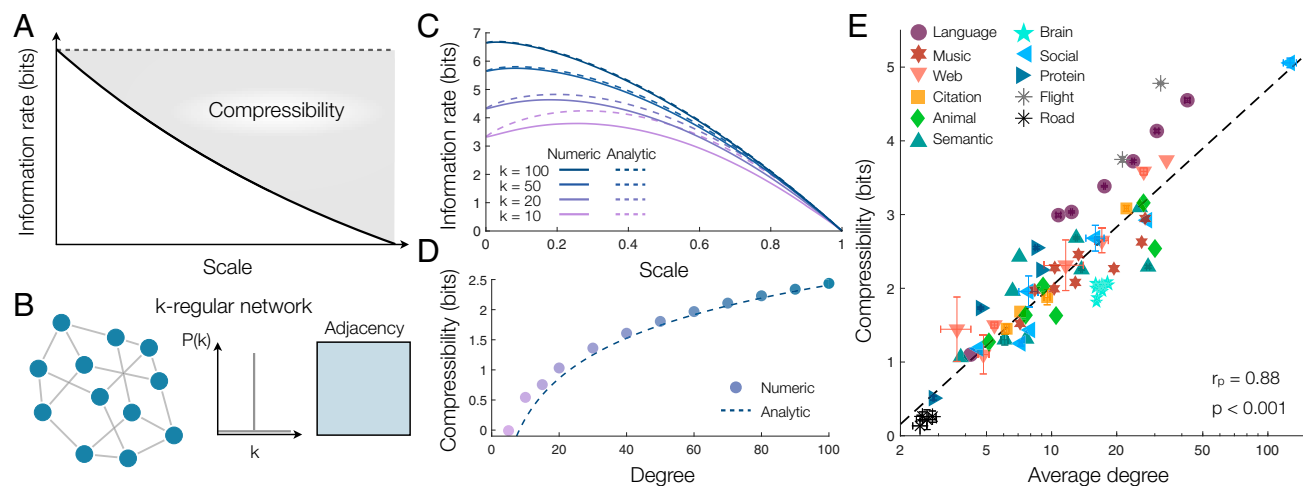 A
Information rate (bits)
Compressibility
Scale
B
k-regular network
P(k)
k
Adjacency
C
Information rate (bits)
7
6
5
4
3
2
1
0
Numeric Analytic
k = 100
k = 50
k = 20
k = 10
0 0.2 0.4 0.6 0.8 1
Scale
D
Compressibility (bits)
2.5
2
1.5
1
0.5
0
Numeric
Analytic
0 20 40 60 80 100
Degree
E
Compressibility (bits)
5
4
3
2
1
0
Language
Music
Web
Citation
Animal
Semantic
Brain
Social
Protein
Flight
Road
rₚ = 0.88
p < 0.001
2 5 10 20 50 100
Average degree